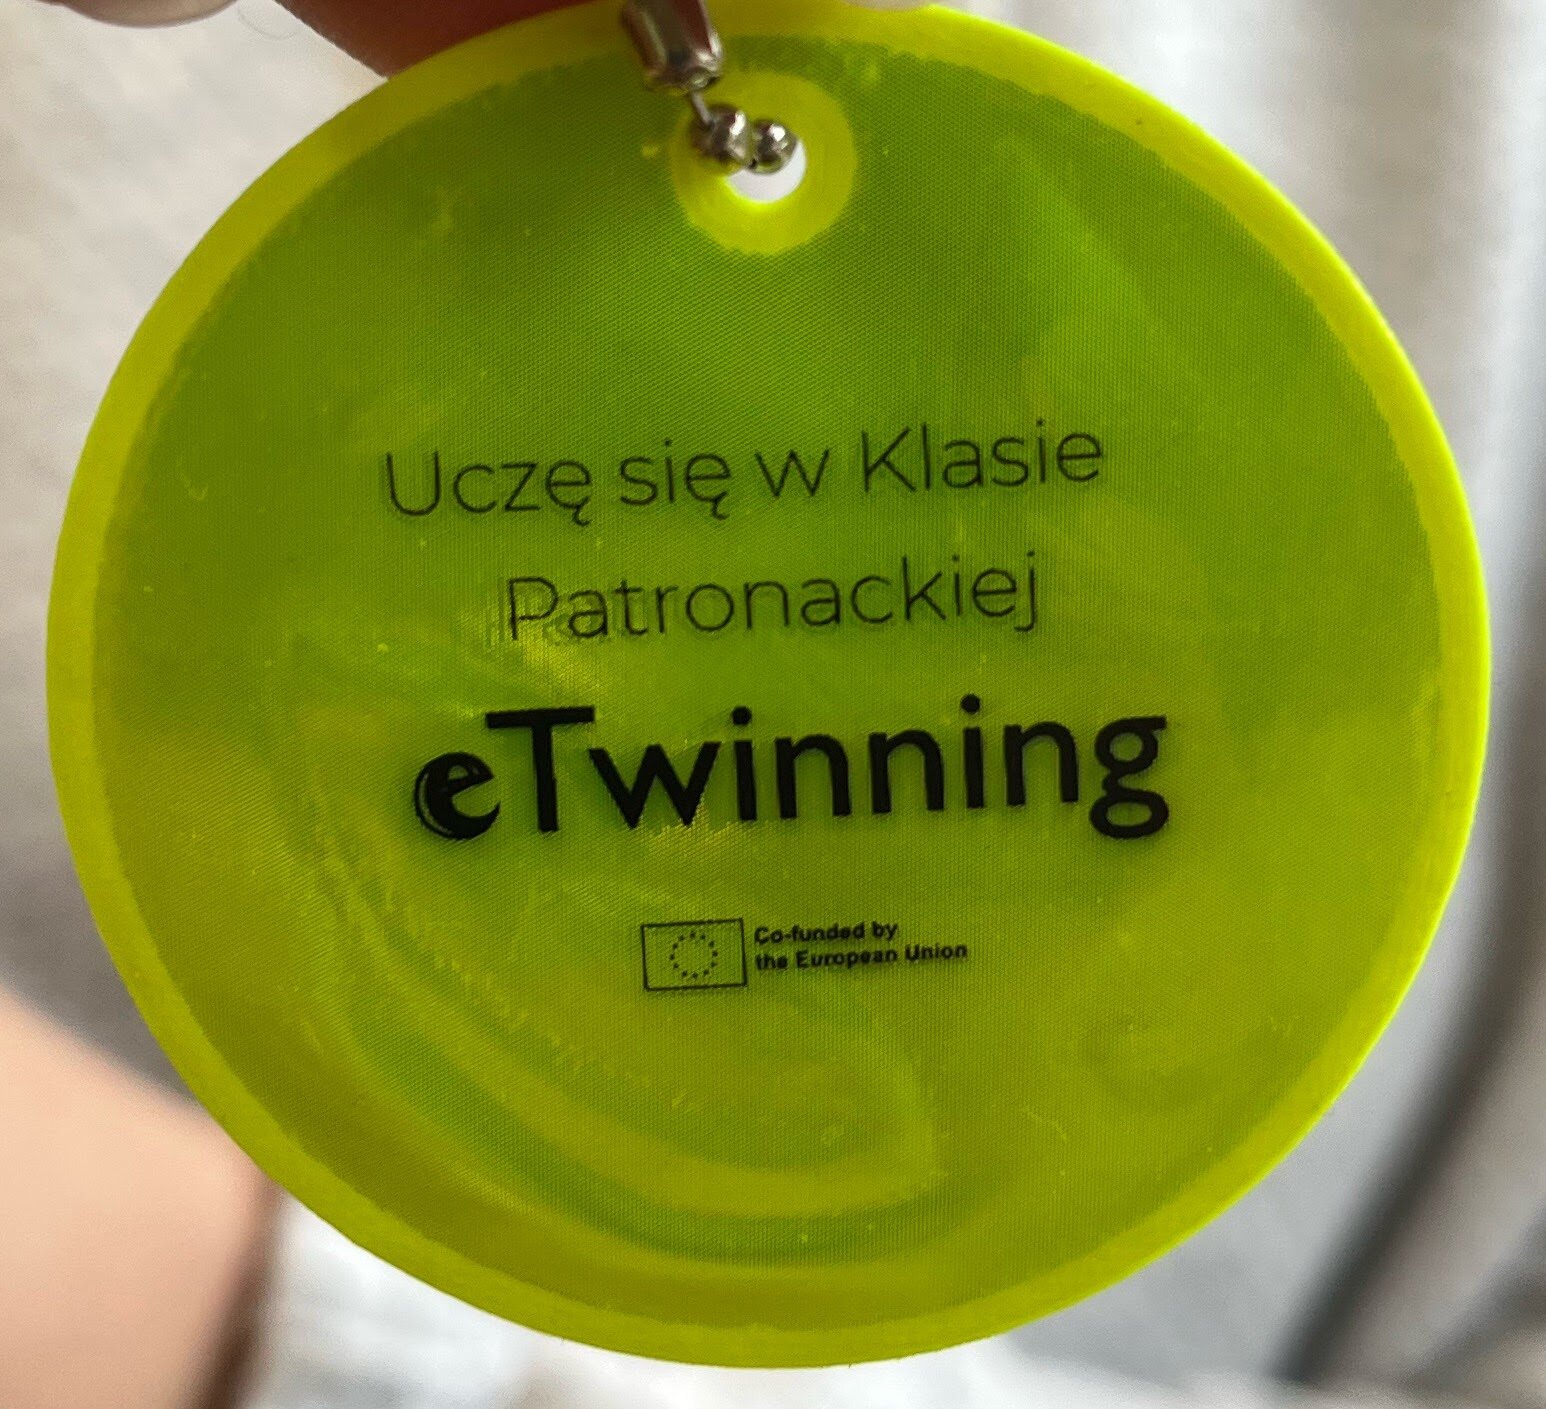 Uczę się w Klasie
Patronackiej
eTwinning
Co-funded by
the European Union